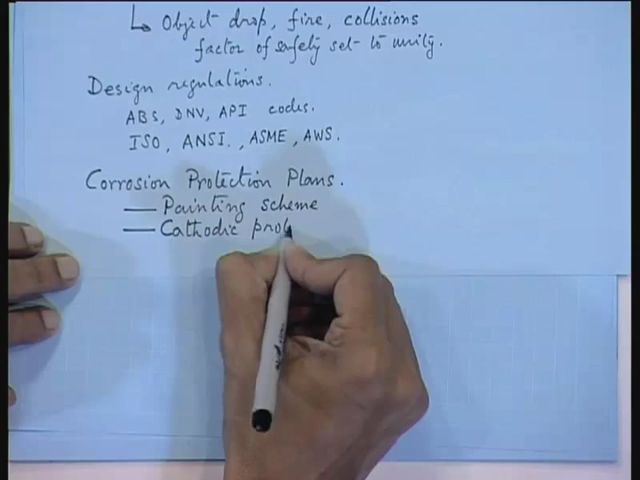 ↳ Object drop, fire, collisions
factor of safety set to unity.
Design regulations.
ABS, DNV, API codes.
ISO, ANSI., ASME, AWS.
Corrosion Protection Plans.
— Painting scheme
— Cathodic prot